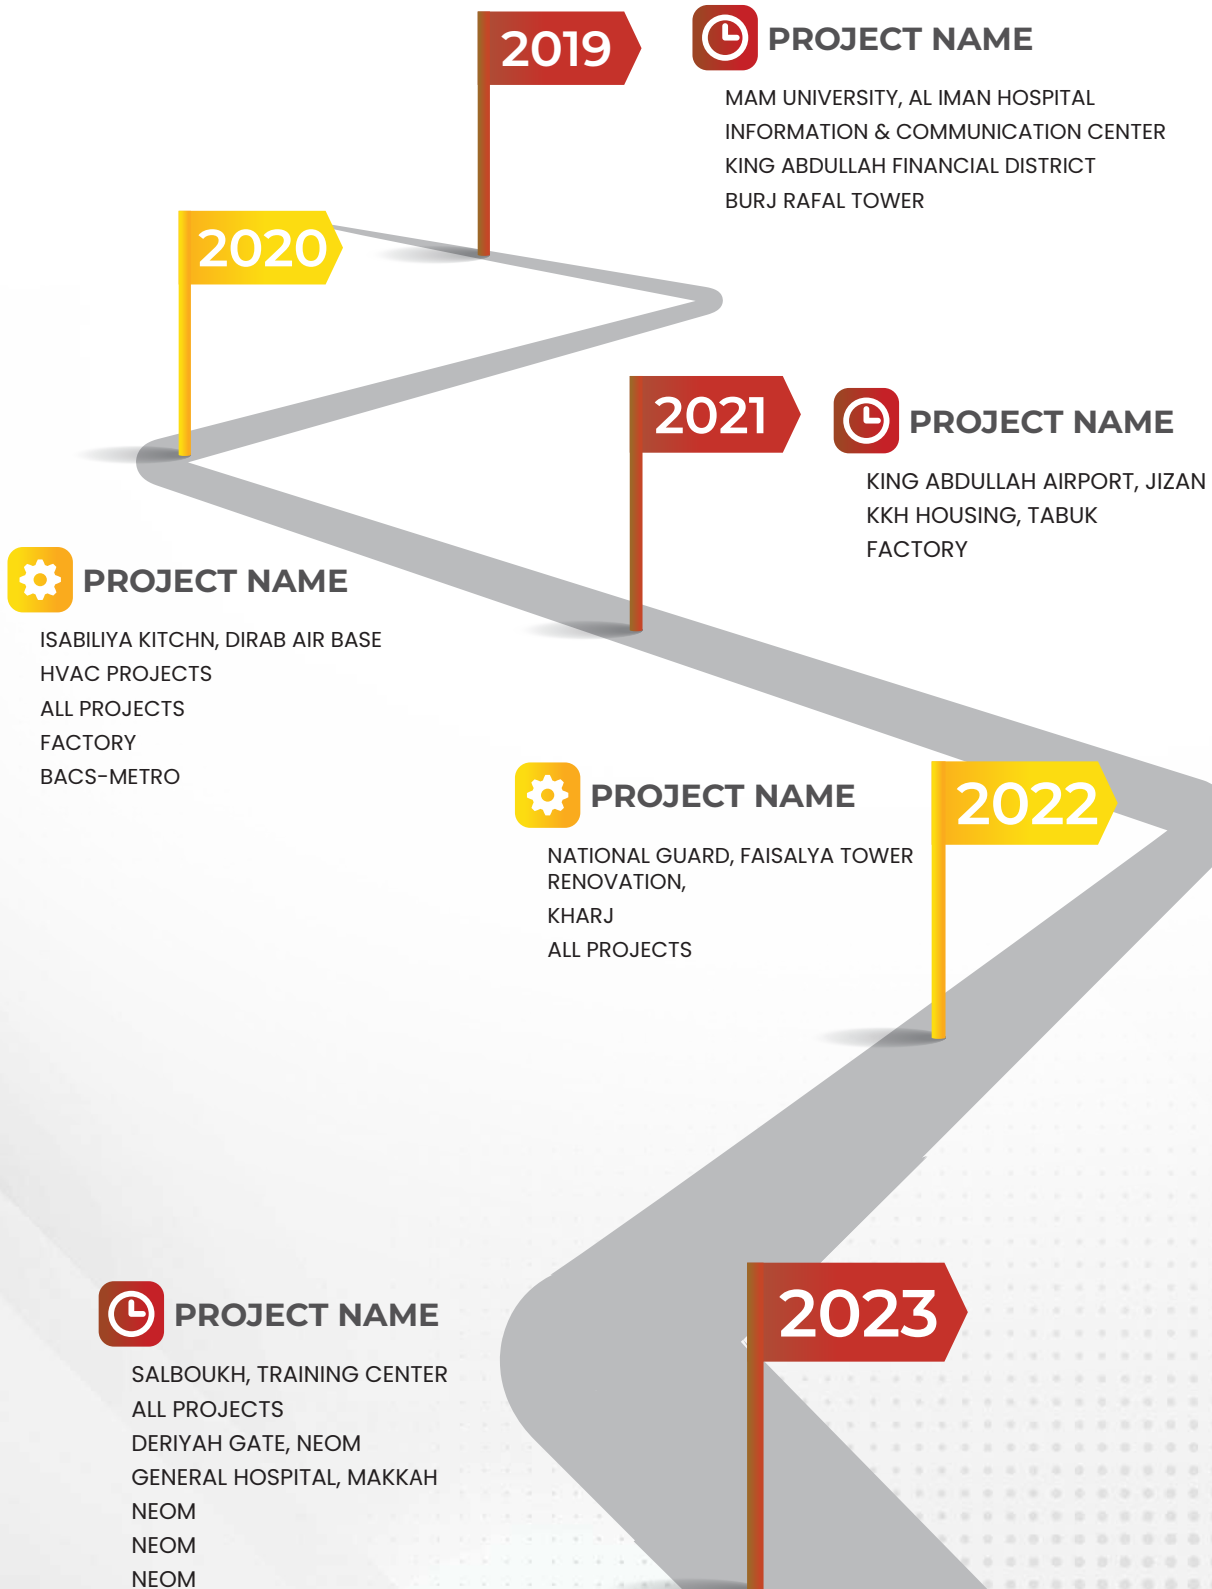 2019
PROJECT NAME
MAM UNIVERSITY, AL IMAN HOSPITAL
INFORMATION & COMMUNICATION CENTER
KING ABDULLAH FINANCIAL DISTRICT
BURJ RAFAL TOWER
2020
PROJECT NAME
ISABILIYA KITCHN, DIRAB AIR BASE
HVAC PROJECTS
ALL PROJECTS
FACTORY
BACS-METRO
2021
PROJECT NAME
KING ABDULLAH AIRPORT, JIZAN
KKH HOUSING, TABUK
FACTORY
2022
PROJECT NAME
NATIONAL GUARD, FAISALYA TOWER
RENOVATION,
KHARJ
ALL PROJECTS
2023
PROJECT NAME
SALBOUKH, TRAINING CENTER
ALL PROJECTS
DERIYAH GATE, NEOM
GENERAL HOSPITAL, MAKKAH
NEOM
NEOM
NEOM